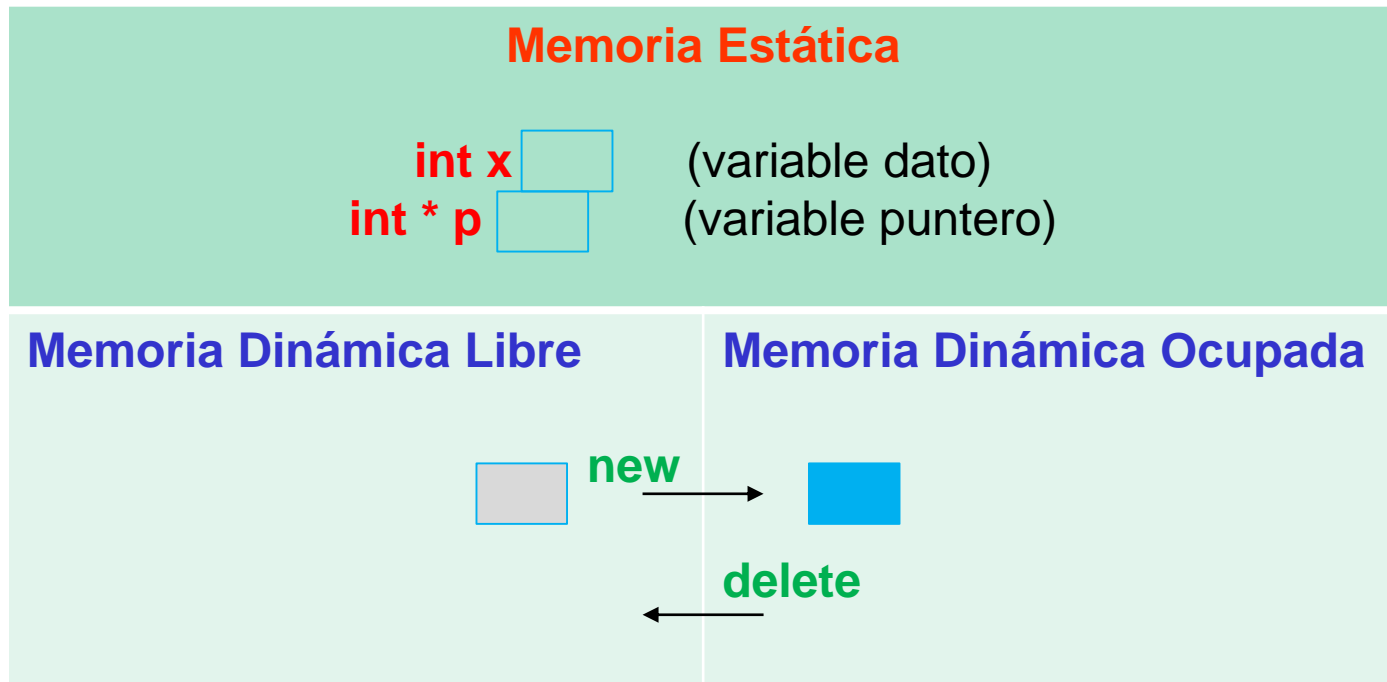 Memoria Estática
int x (variable dato)
int * p (variable puntero)
Memoria Dinámica Libre
Memoria Dinámica Ocupada
new
delete